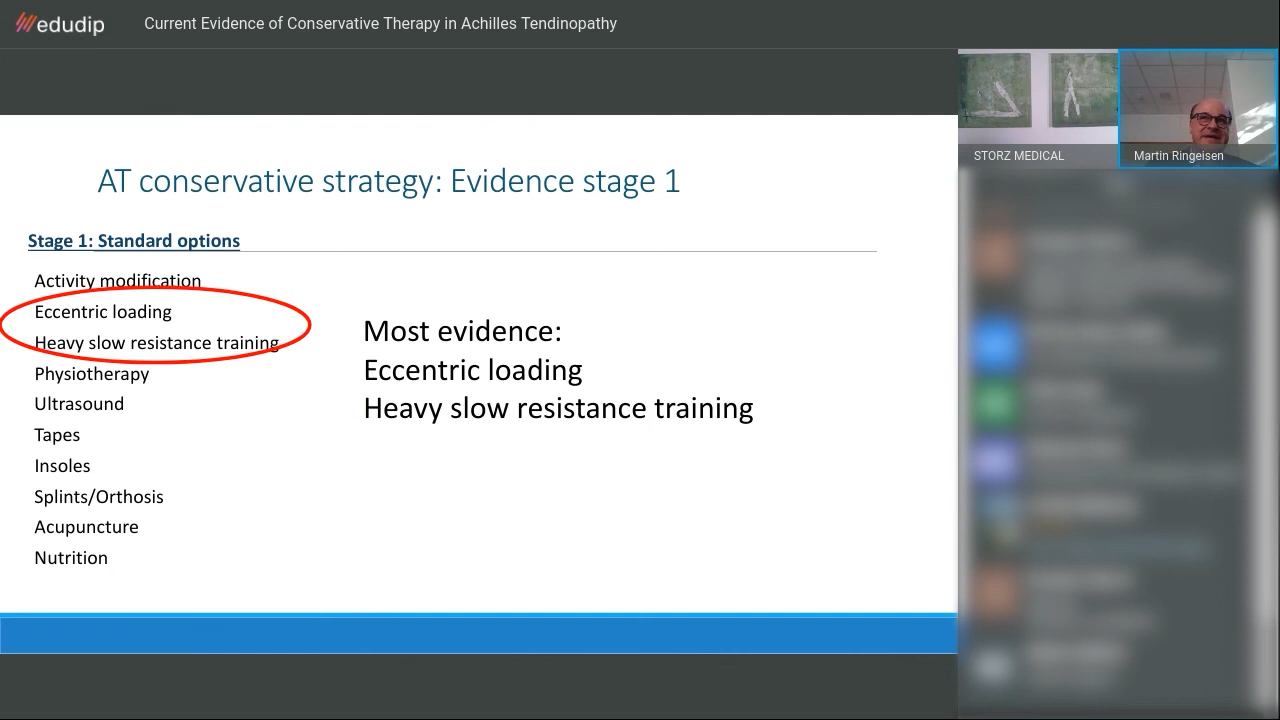 edudip
Current Evidence of Conservative Therapy in Achilles Tendinopathy
STORZ MEDICAL
Martin Ringeisen
AT conservative strategy: Evidence stage 1
Stage 1: Standard options
Activity modification
Eccentric loading
Heavy slow resistance training
Physiotherapy
Ultrasound
Tapes
Insoles
Splints/Orthosis
Acupuncture
Nutrition
Most evidence:
Eccentric loading
Heavy slow resistance training